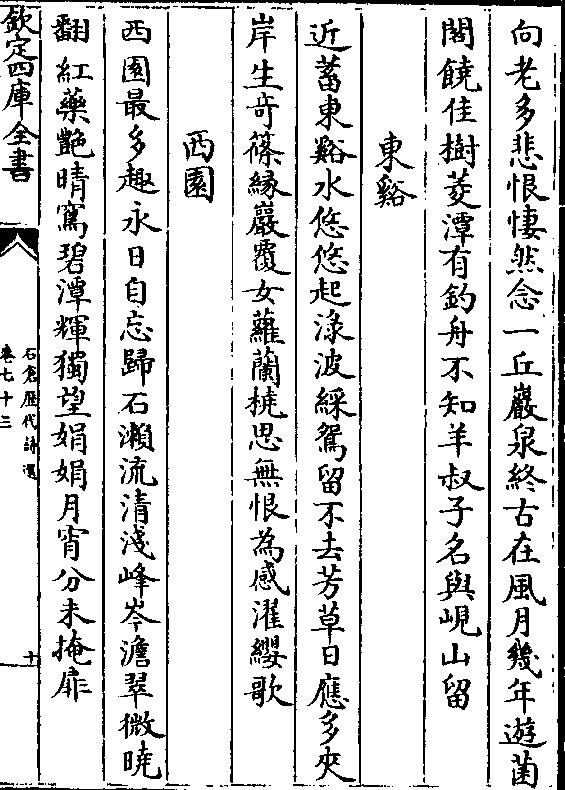 向老多悲恨悽然念一丘巖泉終古在風月幾年遊菌
閣饒佳樹菱潭有釣舟不知羊叔子名與峴山留
東谿
近蓄東谿水悠悠起淥波綵鴛留不去芳草日應多夾
岸生奇篠緣巖覆女蘿蘭橈思無恨為感濯纓歌
西園
西園最多趣永日自忘歸石瀨流清淺峰岑澹翠微暁
翻紅藥艷晴窵碧潭輝獨望娟娟月宵分未掩扉
欽定四庫全書
石倉歷代詩選
卷七十三
十